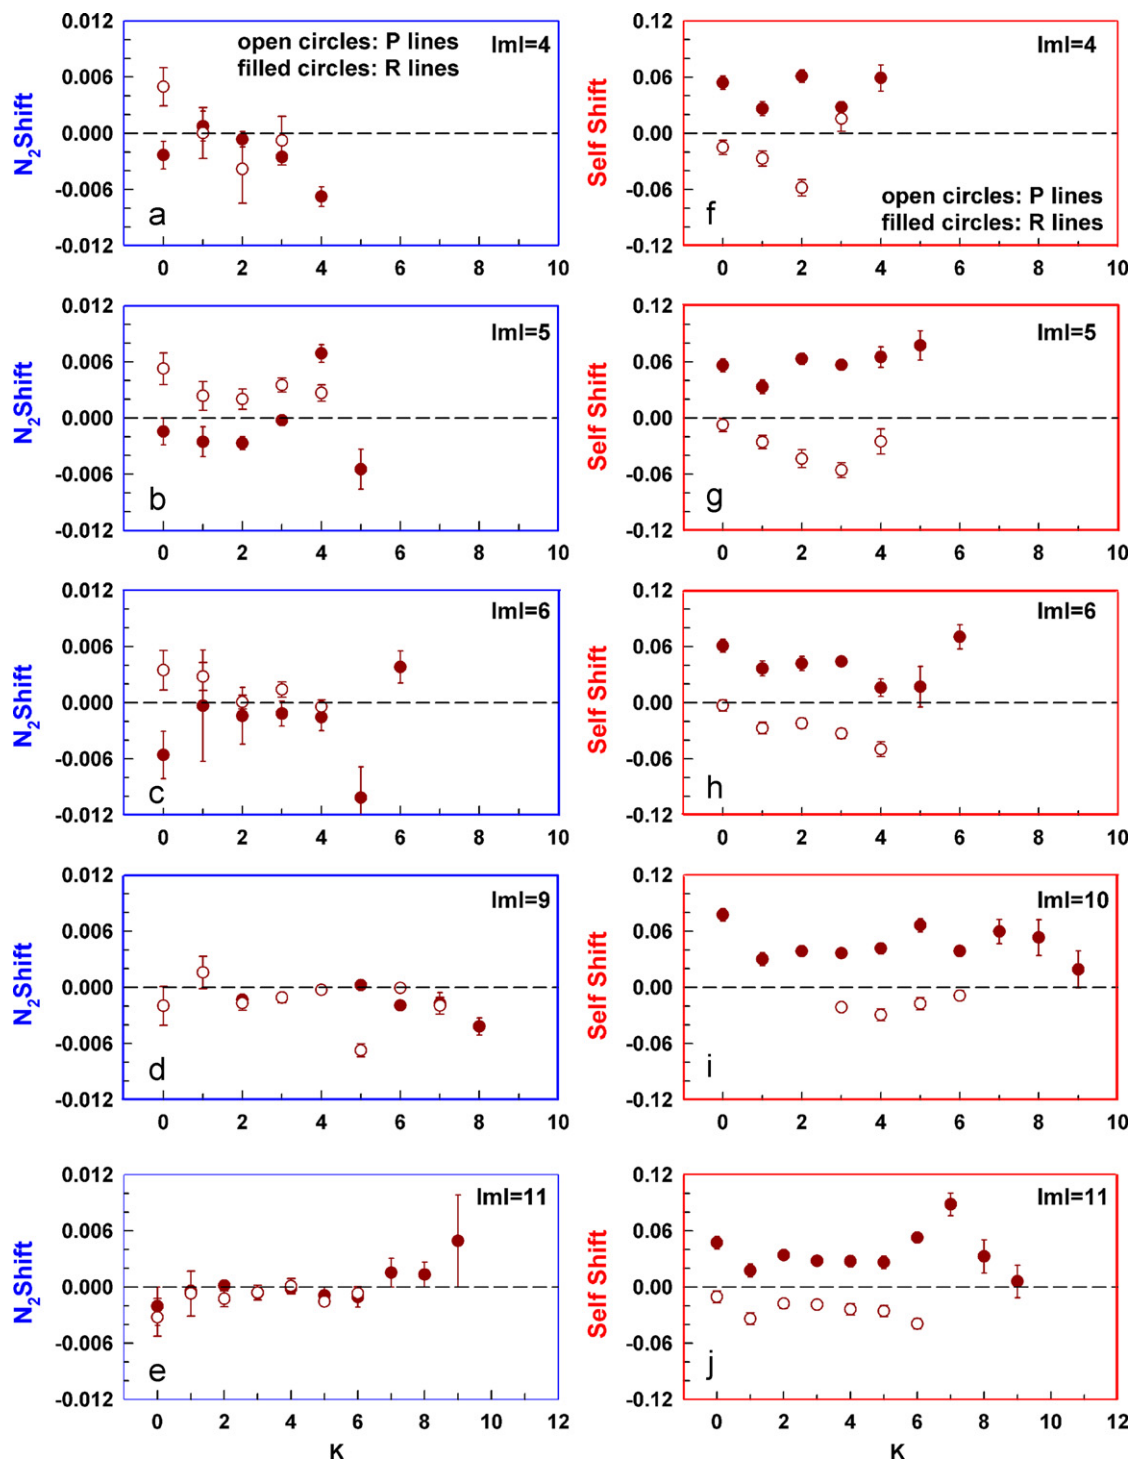 0.012
0.006
0.000
-0.006
-0.012
N2Shift
open circles: P lines
filled circles: R lines
ImI=4
a
0 2 4 6 8 10
0.12
0.06
0.00
-0.06
-0.12
Self Shift
ImI=4
open circles: P lines
filled circles: R lines
f
0 2 4 6 8 10
0.012
0.006
0.000
-0.006
-0.012
N2Shift
ImI=5
b
0 2 4 6 8 10
0.12
0.06
0.00
-0.06
-0.12
Self Shift
ImI=5
g
0 2 4 6 8 10
0.012
0.006
0.000
-0.006
-0.012
N2Shift
ImI=6
c
0 2 4 6 8 10
0.12
0.06
0.00
-0.06
-0.12
Self Shift
ImI=6
h
0 2 4 6 8 10
0.012
0.006
0.000
-0.006
-0.012
N2Shift
ImI=9
d
0 2 4 6 8 10
0.12
0.06
0.00
-0.06
-0.12
Self Shift
ImI=10
i
0 2 4 6 8 10
0.012
0.006
0.000
-0.006
-0.012
N2Shift
ImI=11
e
0 2 4 6 8 10 12
K
0.12
0.06
0.00
-0.06
-0.12
Self Shift
ImI=11
j
0 2 4 6 8 10 12
K